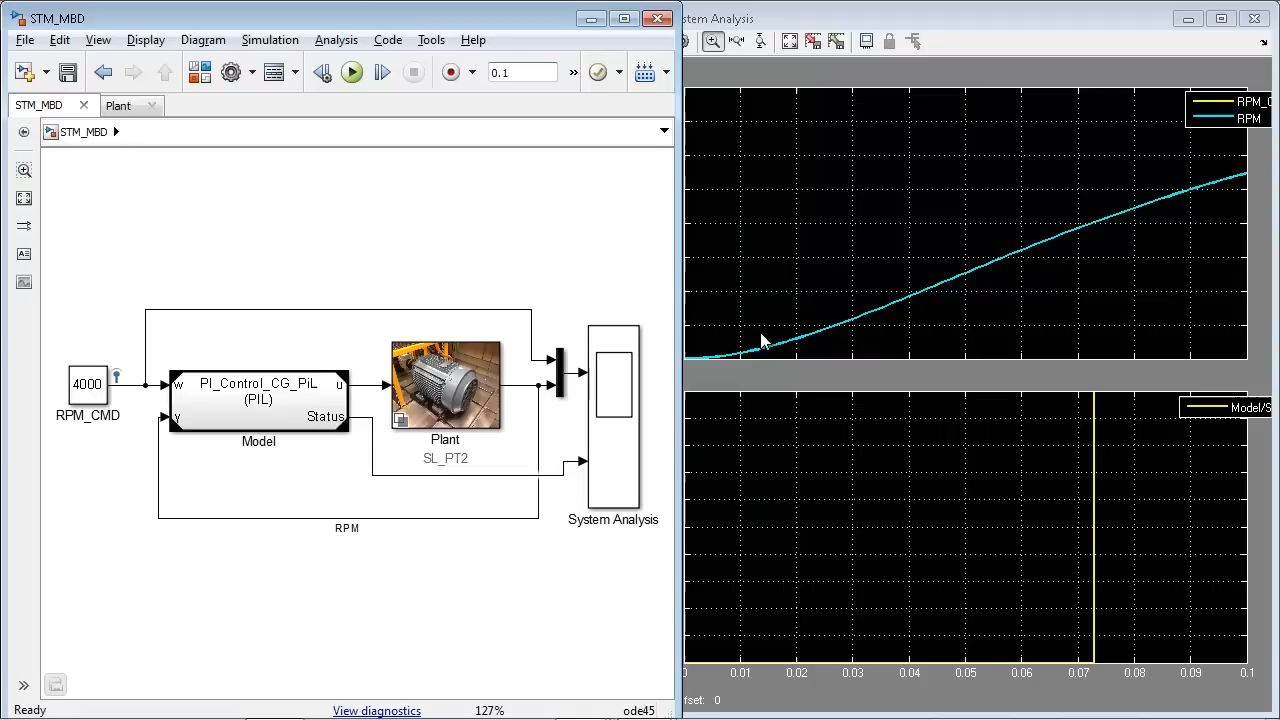 STM_MBD
File Edit View Display Diagram Simulation Analysis Code Tools Help
0.1
STM_MBD
Plant
STM_MBD
4000
RPM_CMD
w
PI_Control_CG_PiL
(PIL)
u
y
Status
Model
Plant
SL_PT2
System Analysis
RPM
Ready
View diagnostics
127%
ode45
stem Analysis
RPM_C
RPM
Model/S
0.01 0.02 0.03 0.04 0.05 0.06 0.07 0.08 0.09 0.1
fset: 0